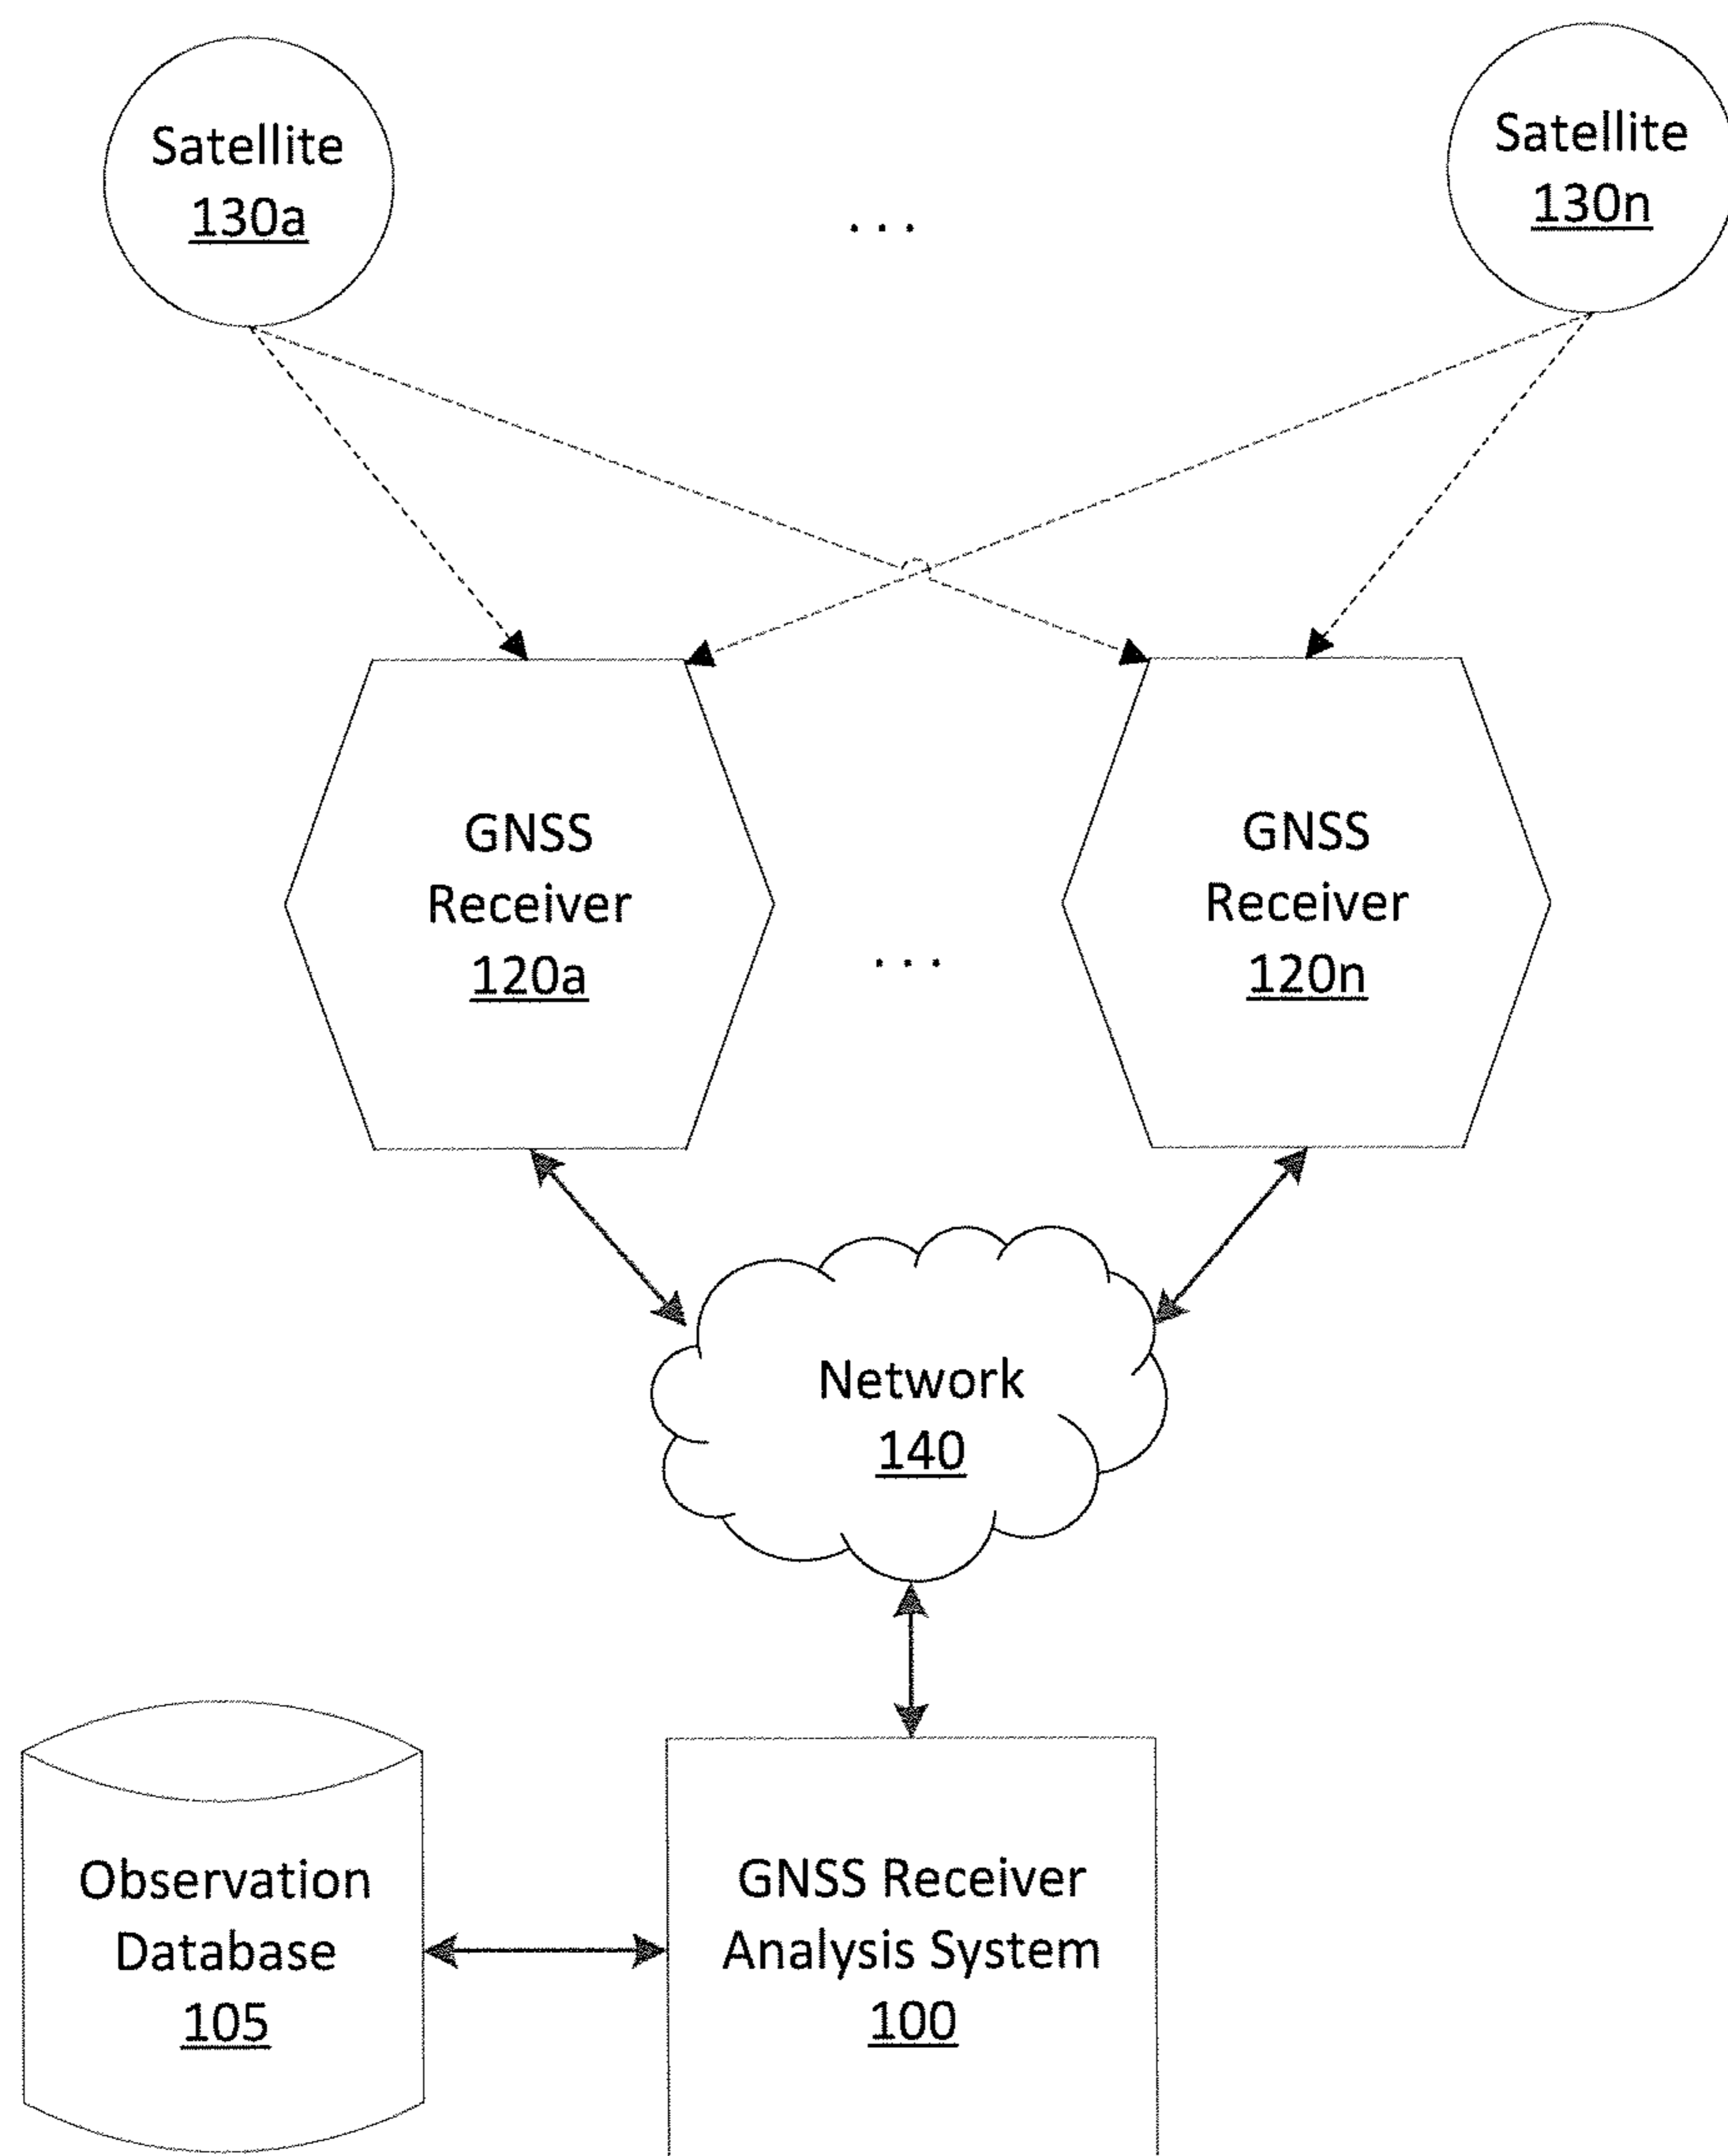 Satellite
130a
...
Satellite
130n
GNSS
Receiver
120a
...
GNSS
Receiver
120n
Network
140
Observation
Database
105
GNSS Receiver
Analysis System
100